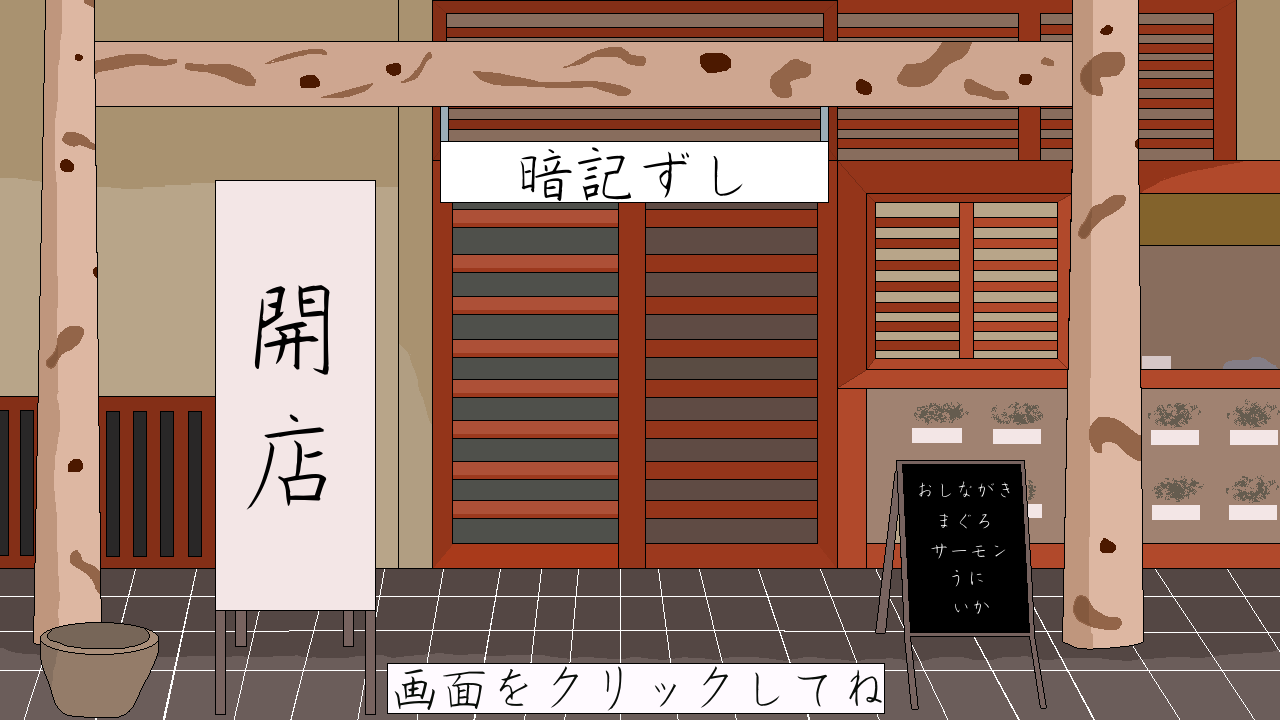 暗記ずし
開店
おしながき
まぐろ
サーモン
うに
いか
画面をクリックしてね